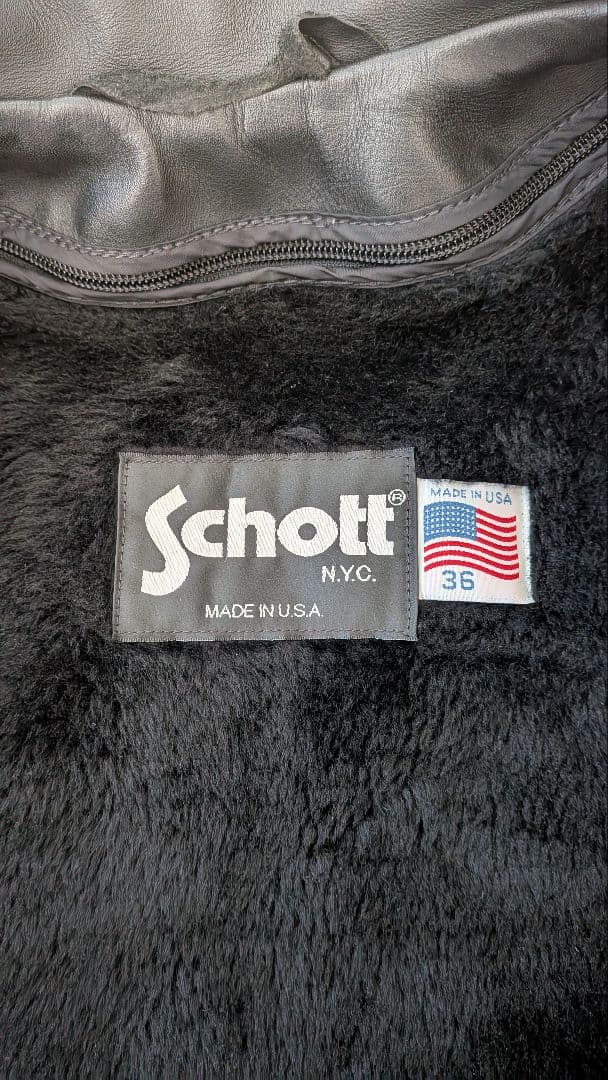 Schott®
N.Y.C.
MADE IN U.S.A.
MADE IN USA
36